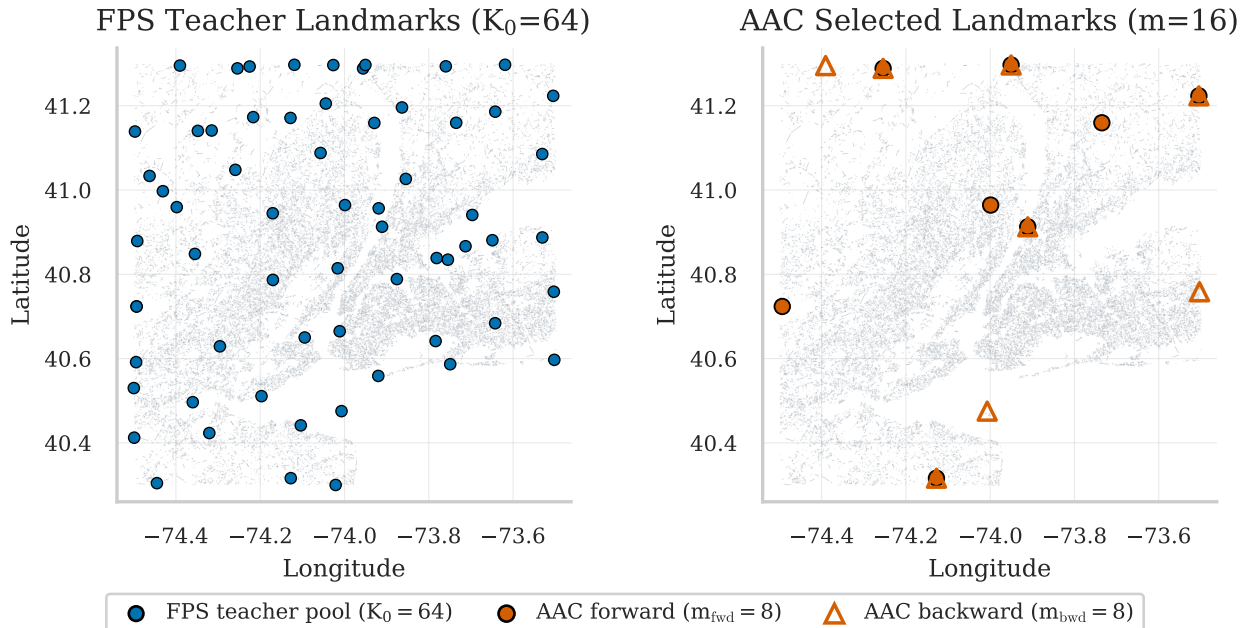 FPS Teacher Landmarks (K₀=64)
AAC Selected Landmarks (m=16)
41.2
41.0
40.8
40.6
40.4
Latitude
−74.4 −74.2 −74.0 −73.8 −73.6
Longitude
41.2
41.0
40.8
40.6
40.4
Latitude
−74.4 −74.2 −74.0 −73.8 −73.6
Longitude
FPS teacher pool (K₀ = 64) AAC forward (m_fwd = 8) AAC backward (m_bwd = 8)